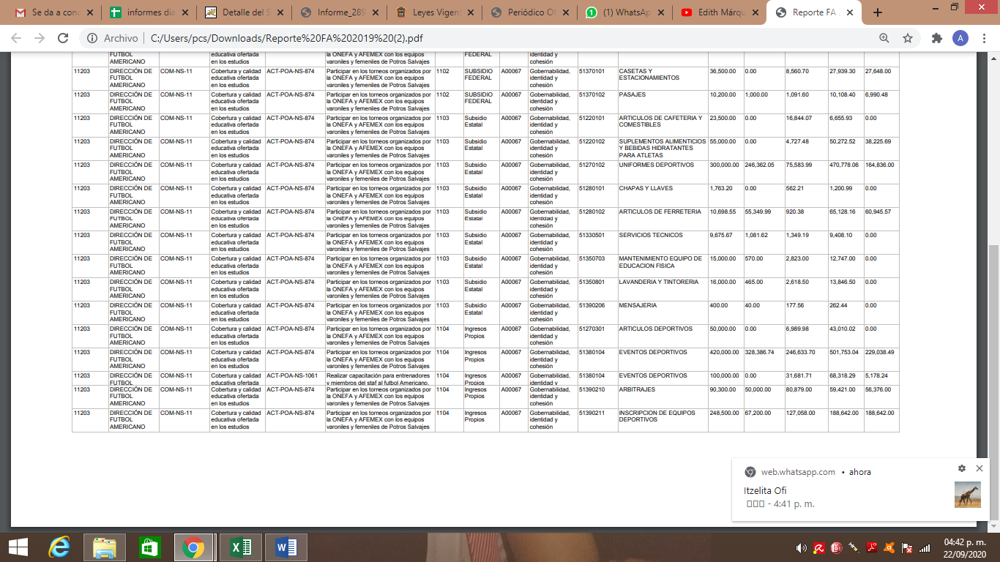 Se da a cono
informes dia
Detalle del S
Informe_289
Leyes Vigent
Periódico Of
(1) WhatsAp
Edith Márqu
Reporte FA 2
Archivo | C:/Users/pcs/Downloads/Reporte%20FA%202019%20(2).pdf
A
FUTBOL educativa ofertada la ONEFA y AFEMEX con los equipos FEDERAL identidad y
AMERICANO en los estudios varoniles y femeniles de Potros Salvajes cohesión
11203 DIRECCIÓN DE COM-NS-11 Cobertura y calidad ACT-POA-NS-874 Participar en los torneos organizados por 1102 SUBSIDIO A00067 Gobernabilidad, 51370101 CASETAS Y 36,500.00 0.00 8,560.70 27,939.30 27,648.00
FUTBOL educativa ofertada la ONEFA y AFEMEX con los equipos FEDERAL identidad y ESTACIONAMIENTOS
AMERICANO en los estudios varoniles y femeniles de Potros Salvajes cohesión
11203 DIRECCIÓN DE COM-NS-11 Cobertura y calidad ACT-POA-NS-874 Participar en los torneos organizados por 1102 SUBSIDIO A00067 Gobernabilidad, 51370102 PASAJES 10,200.00 1,000.00 1,091.60 10,108.40 6,990.48
FUTBOL educativa ofertada la ONEFA y AFEMEX con los equipos FEDERAL identidad y
AMERICANO en los estudios varoniles y femeniles de Potros Salvajes cohesión
11203 DIRECCIÓN DE COM-NS-11 Cobertura y calidad ACT-POA-NS-874 Participar en los torneos organizados por 1103 Subsidio A00067 Gobernabilidad, 51220101 ARTICULOS DE CAFETERIA Y 23,500.00 0.00 16,844.07 6,655.93 0.00
FUTBOL educativa ofertada la ONEFA y AFEMEX con los equipos Estatal identidad y COMESTIBLES
AMERICANO en los estudios varoniles y femeniles de Potros Salvajes cohesión
11203 DIRECCIÓN DE COM-NS-11 Cobertura y calidad ACT-POA-NS-874 Participar en los torneos organizados por 1103 Subsidio A00067 Gobernabilidad, 51220102 SUPLEMENTOS ALIMENTICIOS 55,000.00 0.00 4,727.48 50,272.52 38,225.69
FUTBOL educativa ofertada la ONEFA y AFEMEX con los equipos Estatal identidad y Y BEBIDAS HIDRATANTES
AMERICANO en los estudios varoniles y femeniles de Potros Salvajes cohesión PARA ATLETAS
11203 DIRECCIÓN DE COM-NS-11 Cobertura y calidad ACT-POA-NS-874 Participar en los torneos organizados por 1103 Subsidio A00067 Gobernabilidad, 51270102 UNIFORMES DEPORTIVOS 300,000.00 246,362.05 75,583.99 470,778.06 164,836.00
FUTBOL educativa ofertada la ONEFA y AFEMEX con los equipos Estatal identidad y
AMERICANO en los estudios varoniles y femeniles de Potros Salvajes cohesión
11203 DIRECCIÓN DE COM-NS-11 Cobertura y calidad ACT-POA-NS-874 Participar en los torneos organizados por 1103 Subsidio A00067 Gobernabilidad, 51280101 CHAPAS Y LLAVES 1,763.20 0.00 562.21 1,200.99 0.00
FUTBOL educativa ofertada la ONEFA y AFEMEX con los equipos Estatal identidad y
AMERICANO en los estudios varoniles y femeniles de Potros Salvajes cohesión
11203 DIRECCIÓN DE COM-NS-11 Cobertura y calidad ACT-POA-NS-874 Participar en los torneos organizados por 1103 Subsidio A00067 Gobernabilidad, 51280102 ARTICULOS DE FERRETERIA 10,698.55 55,349.99 920.38 65,128.16 60,945.57
FUTBOL educativa ofertada la ONEFA y AFEMEX con los equipos Estatal identidad y
AMERICANO en los estudios varoniles y femeniles de Potros Salvajes cohesión
11203 DIRECCIÓN DE COM-NS-11 Cobertura y calidad ACT-POA-NS-874 Participar en los torneos organizados por 1103 Subsidio A00067 Gobernabilidad, 51330501 SERVICIOS TECNICOS 9,675.67 1,081.62 1,349.19 9,408.10 0.00
FUTBOL educativa ofertada la ONEFA y AFEMEX con los equipos Estatal identidad y
AMERICANO en los estudios varoniles y femeniles de Potros Salvajes cohesión
11203 DIRECCIÓN DE COM-NS-11 Cobertura y calidad ACT-POA-NS-874 Participar en los torneos organizados por 1103 Subsidio A00067 Gobernabilidad, 51350703 MANTENIMIENTO EQUIPO DE 15,000.00 570.00 2,823.00 12,747.00 0.00
FUTBOL educativa ofertada la ONEFA y AFEMEX con los equipos Estatal identidad y EDUCACION FISICA
AMERICANO en los estudios varoniles y femeniles de Potros Salvajes cohesión
11203 DIRECCIÓN DE COM-NS-11 Cobertura y calidad ACT-POA-NS-874 Participar en los torneos organizados por 1103 Subsidio A00067 Gobernabilidad, 51350801 LAVANDERIA Y TINTORERIA 16,000.00 465.00 2,618.50 13,846.50 0.00
FUTBOL educativa ofertada la ONEFA y AFEMEX con los equipos Estatal identidad y
AMERICANO en los estudios varoniles y femeniles de Potros Salvajes cohesión
11203 DIRECCIÓN DE COM-NS-11 Cobertura y calidad ACT-POA-NS-874 Participar en los torneos organizados por 1103 Subsidio A00067 Gobernabilidad, 51390206 MENSAJERIA 400.00 40.00 177.56 262.44 0.00
FUTBOL educativa ofertada la ONEFA y AFEMEX con los equipos Estatal identidad y
AMERICANO en los estudios varoniles y femeniles de Potros Salvajes cohesión
11203 DIRECCIÓN DE COM-NS-11 Cobertura y calidad ACT-POA-NS-874 Participar en los torneos organizados por 1104 Ingresos A00067 Gobernabilidad, 51270301 ARTICULOS DEPORTIVOS 50,000.00 0.00 6,989.98 43,010.02 0.00
FUTBOL educativa ofertada la ONEFA y AFEMEX con los equipos Propios identidad y
AMERICANO en los estudios varoniles y femeniles de Potros Salvajes cohesión
11203 DIRECCIÓN DE COM-NS-11 Cobertura y calidad ACT-POA-NS-874 Participar en los torneos organizados por 1104 Ingresos A00067 Gobernabilidad, 51380104 EVENTOS DEPORTIVOS 420,000.00 328,386.74 246,633.70 501,753.04 229,038.49
FUTBOL educativa ofertada la ONEFA y AFEMEX con los equipos Propios identidad y
AMERICANO en los estudios varoniles y femeniles de Potros Salvajes cohesión
11203 DIRECCIÓN DE COM-NS-11 Cobertura y calidad ACT-POA-NS-1061 Realizar capacitación para entrenadores 1104 Ingresos A00067 Gobernabilidad, 51380104 EVENTOS DEPORTIVOS 100,000.00 0.00 31,681.71 68,318.29 5,178.24
FUTBOL educativa ofertada y miembros del staf al futbol Americano. Propios identidad y
11203 DIRECCIÓN DE COM-NS-11 Cobertura y calidad ACT-POA-NS-874 Participar en los torneos organizados por 1104 Ingresos A00067 Gobernabilidad, 51390210 ARBITRAJES 90,300.00 50,000.00 80,879.00 59,421.00 56,376.00
FUTBOL educativa ofertada la ONEFA y AFEMEX con los equipos Propios identidad y
AMERICANO en los estudios varoniles y femeniles de Potros Salvajes cohesión
11203 DIRECCIÓN DE COM-NS-11 Cobertura y calidad ACT-POA-NS-874 Participar en los torneos organizados por 1104 Ingresos A00067 Gobernabilidad, 51390211 INSCRIPCION DE EQUIPOS 248,500.00 67,200.00 127,058.00 188,642.00 188,642.00
FUTBOL educativa ofertada la ONEFA y AFEMEX con los equipos Propios identidad y DEPORTIVOS
AMERICANO en los estudios varoniles y femeniles de Potros Salvajes cohesión
web.whatsapp.com • ahora
Itzelita Ofi
- 4:41 p. m.
04:42 p. m.
22/09/2020